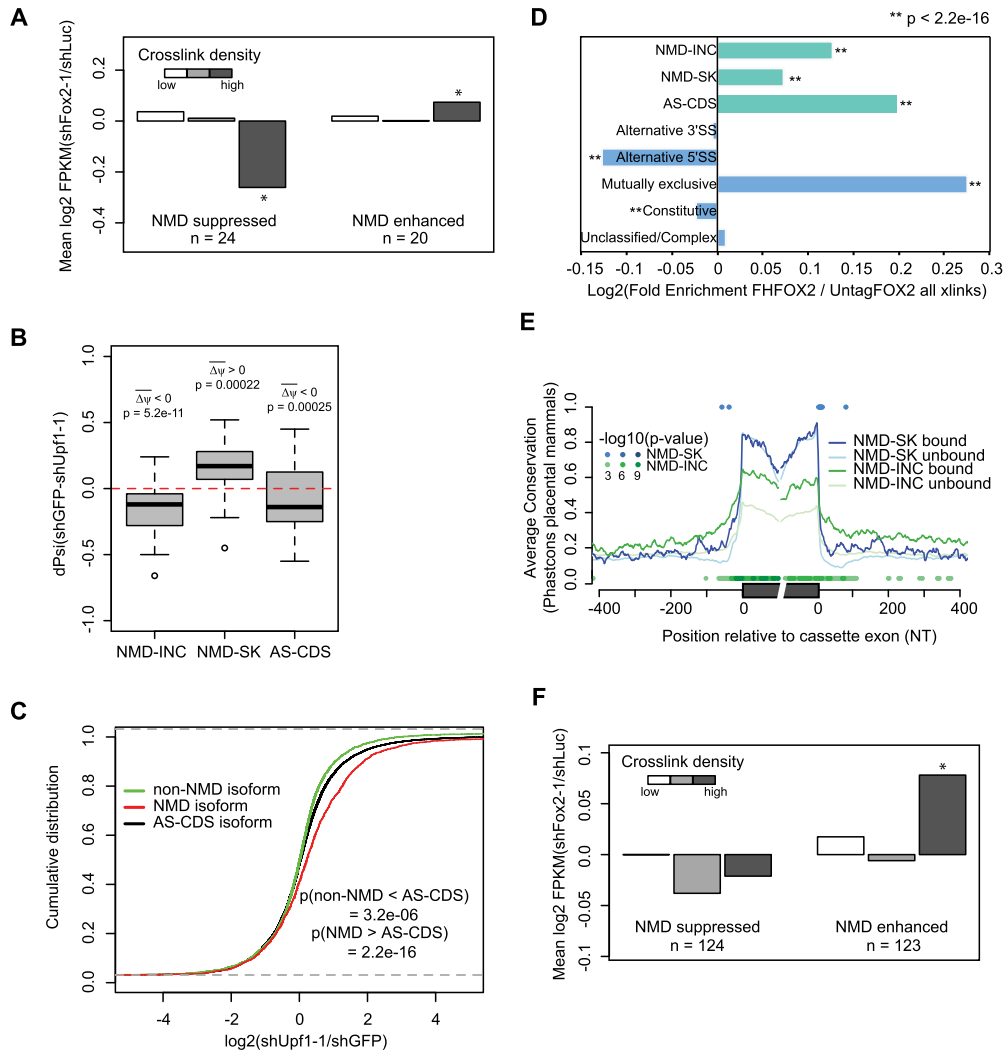 A
Mean log2 FPKM(shFox2-1/shLuc)
0.2
0.0
-0.2
-0.4
Crosslink density
low
high
*
*
NMD suppressed
n = 24
NMD enhanced
n = 20
B
dPsi(shGFP-shUpf1-1)
1.0
0.5
0.0
-0.5
-1.0
Δψ < 0
p = 5.2e-11
Δψ > 0
p = 0.00022
Δψ < 0
p = 0.00025
NMD-INC
NMD-SK
AS-CDS
C
Cumulative distribution
1.0
0.8
0.6
0.4
0.2
0.0
non-NMD isoform
NMD isoform
AS-CDS isoform
p(non-NMD < AS-CDS)
= 3.2e-06
p(NMD > AS-CDS)
= 2.2e-16
-4
-2
0
2
4
log2(shUpf1-1/shGFP)
D
** p < 2.2e-16
NMD-INC
**
NMD-SK
**
AS-CDS
**
Alternative 3'SS
**
Alternative 5'SS
Mutually exclusive
**
**Constitutive
Unclassified/Complex
-0.15
-0.1
-0.05
0
0.05
0.1
0.15
0.2
0.25
0.3
Log2(Fold Enrichment FHFOX2 / UntagFOX2 all xlinks)
E
Average Conservation
(Phastcons placental mammals)
1.0
0.8
0.6
0.4
0.2
0.0
-log10(p-value)
NMD-SK
NMD-INC
3 6 9
NMD-SK bound
NMD-SK unbound
NMD-INC bound
NMD-INC unbound
-400
-200
0
0
200
400
Position relative to cassette exon (NT)
F
Mean log2 FPKM(shFox2-1/shLuc)
0.1
0.05
0.0
-0.05
-0.1
Crosslink density
low
high
*
NMD suppressed
n = 124
NMD enhanced
n = 123